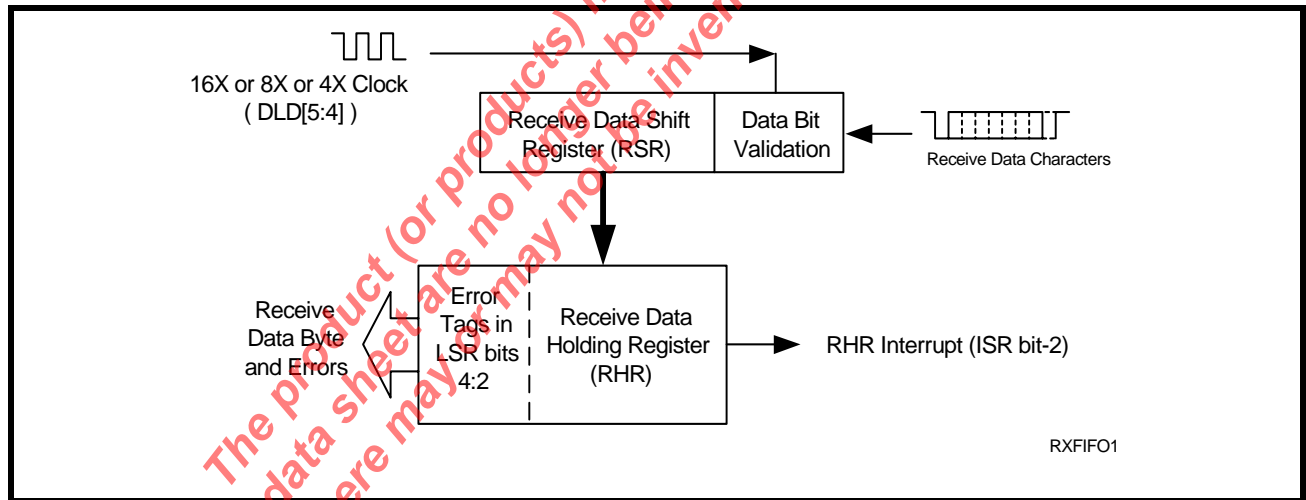 16X or 8X or 4X Clock
( DLD[5:4] )
Receive Data Shift
Register (RSR)
Data Bit
Validation
Receive Data Characters
Receive
Data Byte
and Errors
Error
Tags in
LSR bits
4:2
Receive Data
Holding Register
(RHR)
RHR Interrupt (ISR bit-2)
RXFIFO1
The product (or products)
data sheet are no longer
ere may or may not be